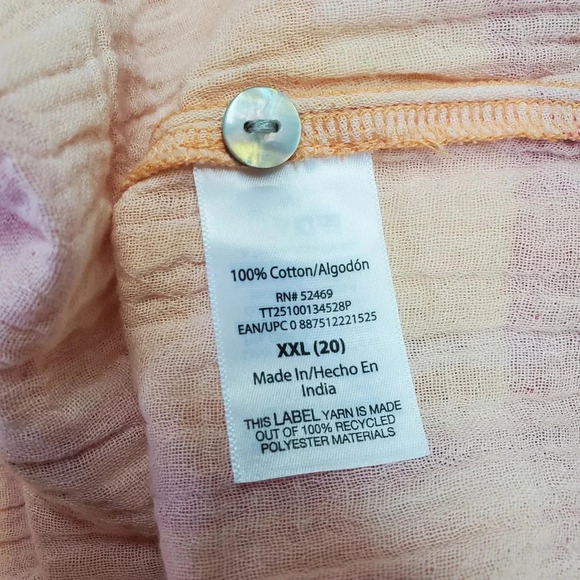 100% Cotton/Algodón
RN# 52469
TT25100134528P
EAN/UPC 0 887512221525
XXL (20)
Made In/Hecho En
India
THIS LABEL YARN IS MADE
OUT OF 100% RECYCLED
POLYESTER MATERIALS